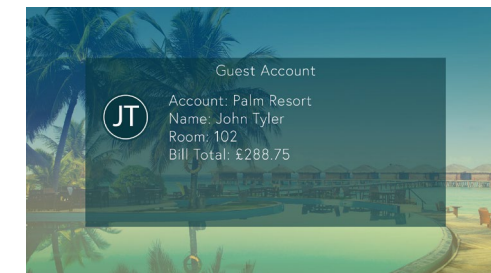 Guest Account
JT
Account: Palm Resort
Name: John Tyler
Room: 102
Bill Total: £288.75